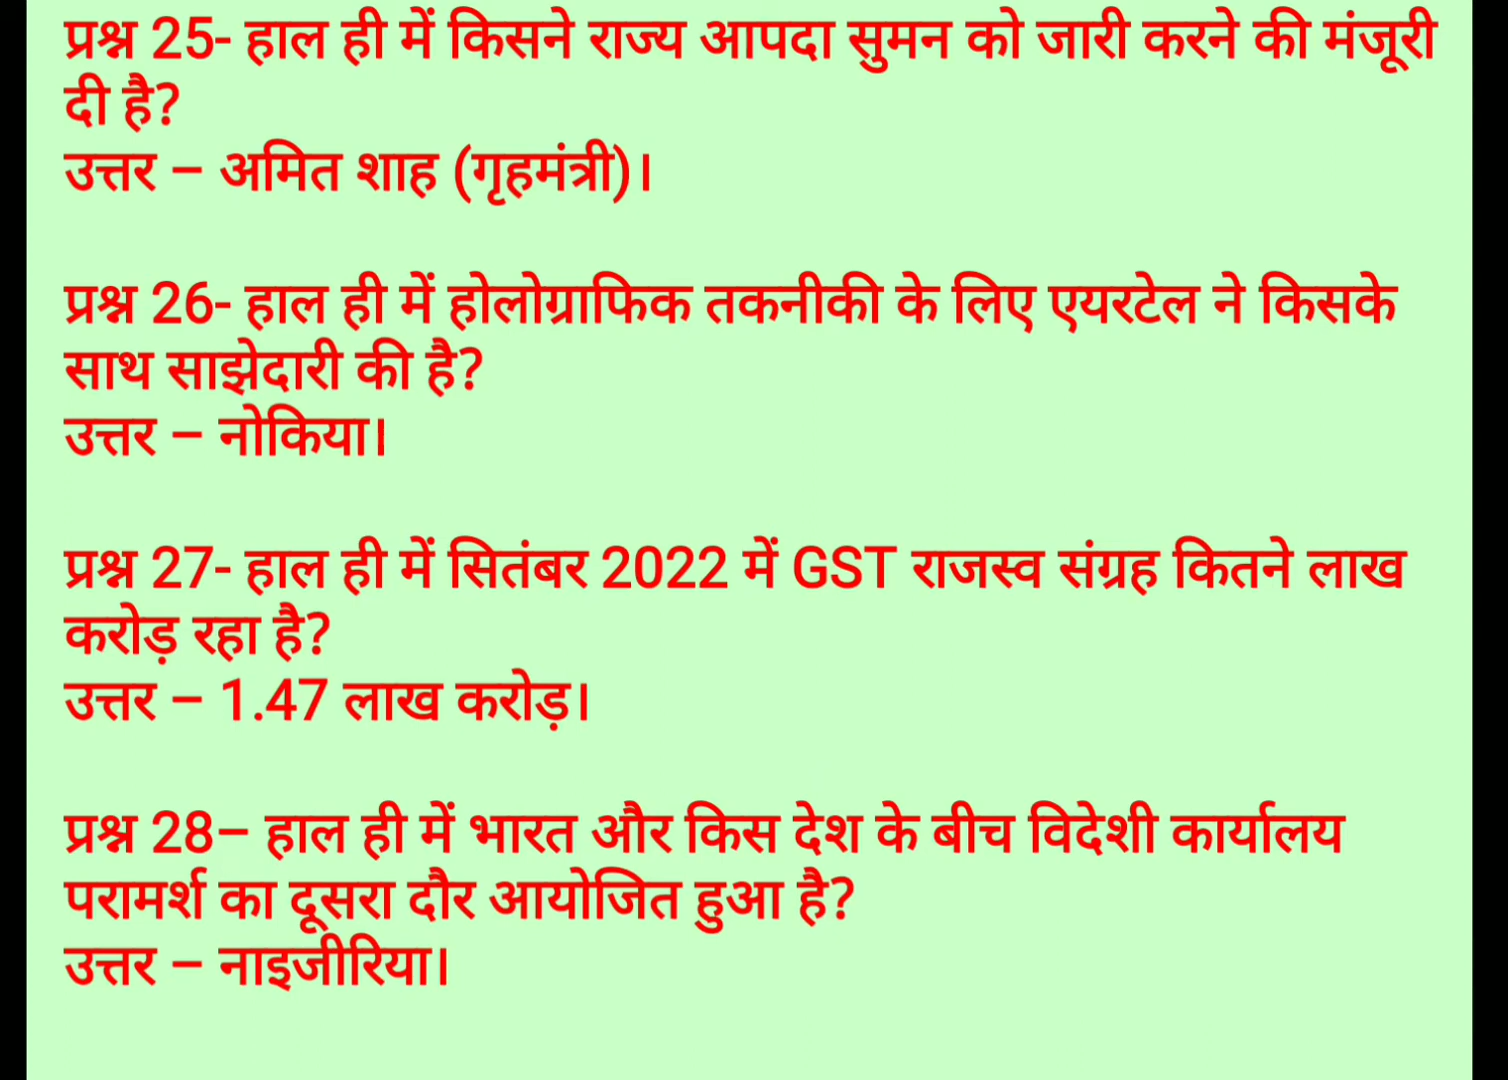 प्रश्न 25- हाल ही में किसने राज्य आपदा सुमन को जारी करने की मंजूरी
दी है?
उत्तर – अमित शाह (गृहमंत्री)।
प्रश्न 26- हाल ही में होलोग्राफिक तकनीकी के लिए एयरटेल ने किसके
साथ साझेदारी की है?
उत्तर – नोकिया।
प्रश्न 27- हाल ही में सितंबर 2022 में GST राजस्व संग्रह कितने लाख
करोड़ रहा है?
उत्तर – 1.47 लाख करोड़।
प्रश्न 28– हाल ही में भारत और किस देश के बीच विदेशी कार्यालय
परामर्श का दूसरा दौर आयोजित हुआ है?
उत्तर – नाइजीरिया।